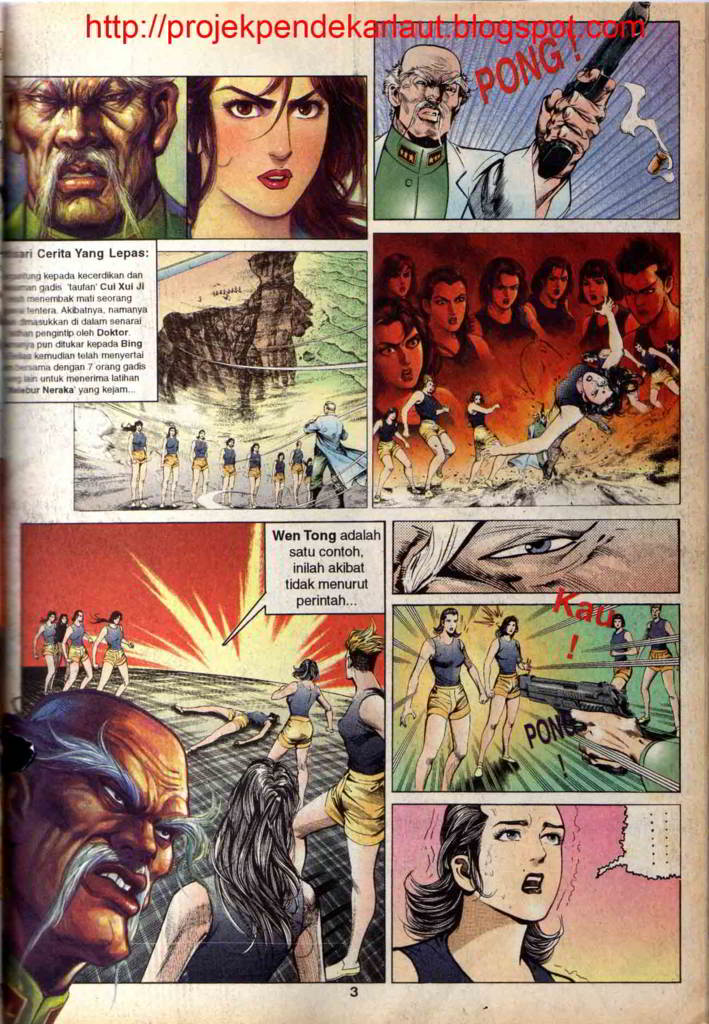 http://projekpendekarlaut.blogspot.com
PONG !
sari Cerita Yang Lepas:
kepada kecerdikan dan
gadis 'taufan' Cui Xui Ji
menembak mati seorang
tentera. Akibatnya, namanya
dimasukkan di dalam senarai
pengintip oleh Doktor.
pun ditukar kepada Bing
kemudian telah menyertai
bersama dengan 7 orang gadis
lain untuk menerima latihan
Neraka' yang kejam...
Wen Tong adalah
satu contoh,
inilah akibat
tidak menurut
perintah...
Kau
!
PONG
!
......
3